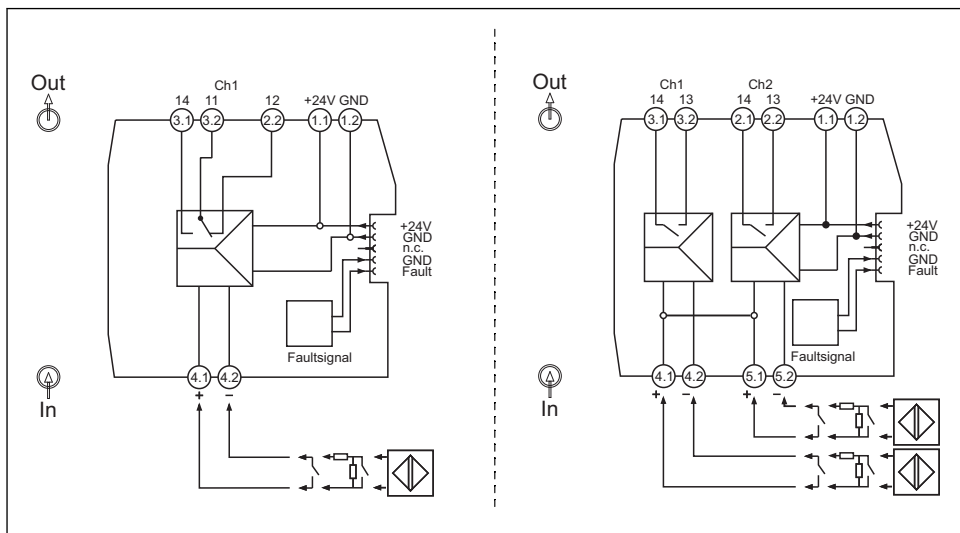 Out
Ch1
14 11 12 +24V GND
3.1 3.2 2.2 1.1 1.2
+24V
GND
n.c.
GND
Fault
Faultsignal
4.1 4.2
+ −
In
Out
Ch1 Ch2
14 13 14 13 +24V GND
3.1 3.2 2.1 2.2 1.1 1.2
+24V
GND
n.c.
GND
Fault
Faultsignal
4.1 4.2 5.1 5.2
+ − + −
In